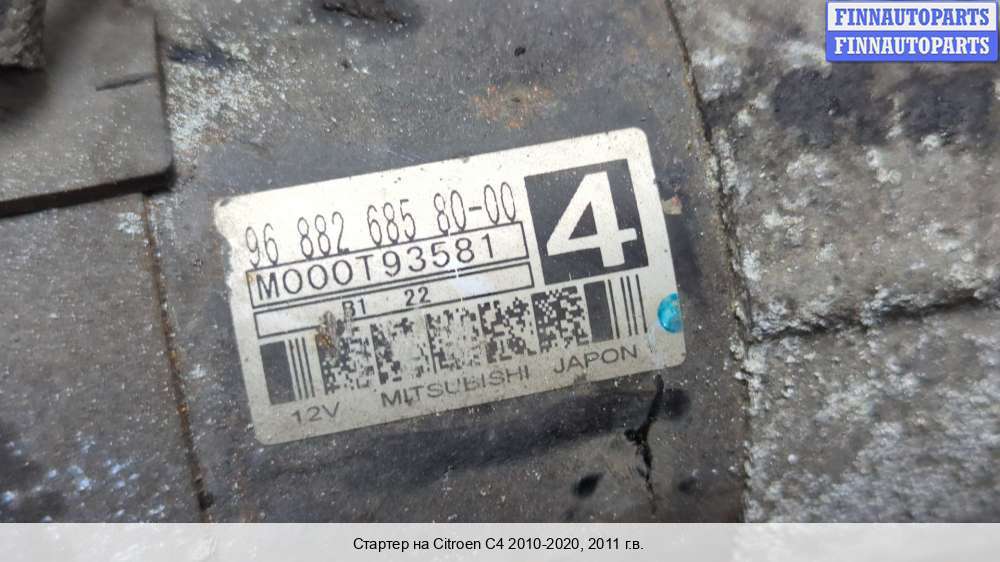 FINNAUTOPARTS
FINNAUTOPARTS
96 882 685 80-00
4
M000T93581
B1 22
12V MITSUBISHI JAPON
Стартер на Citroen C4 2010-2020, 2011 г.в.